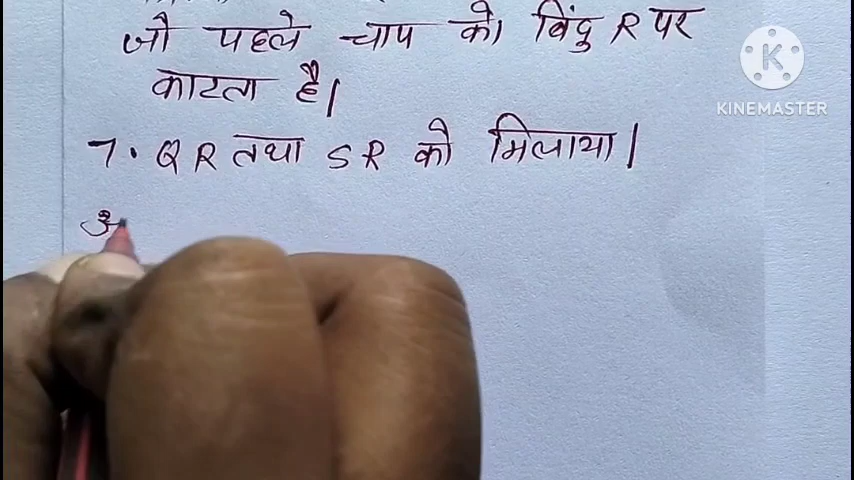 जो पहले चाप को बिंदु R पर
काटता है।
7. QR तथा SR को मिलाया।
KINEMASTER